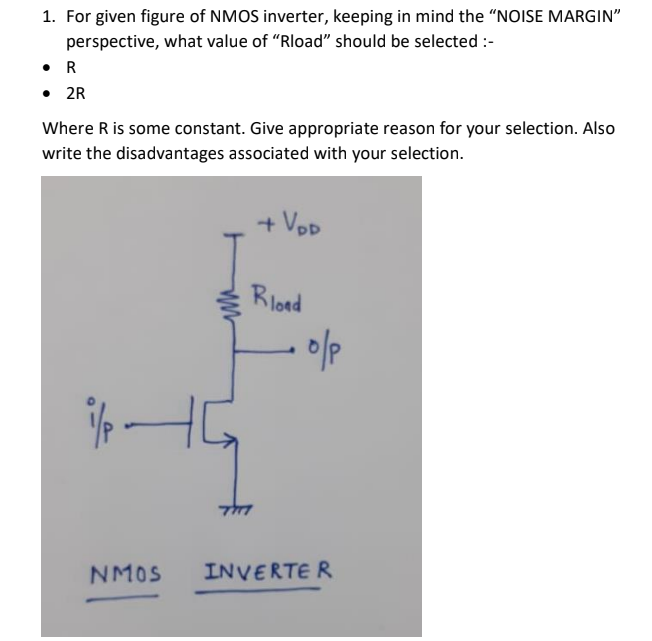 1. For given figure of NMOS inverter, keeping in mind the “NOISE MARGIN”
perspective, what value of “Rload” should be selected :-
• R
• 2R
Where R is some constant. Give appropriate reason for your selection. Also
write the disadvantages associated with your selection.
+ VDD
Rload
o/p
i/p
NMOS INVERTER